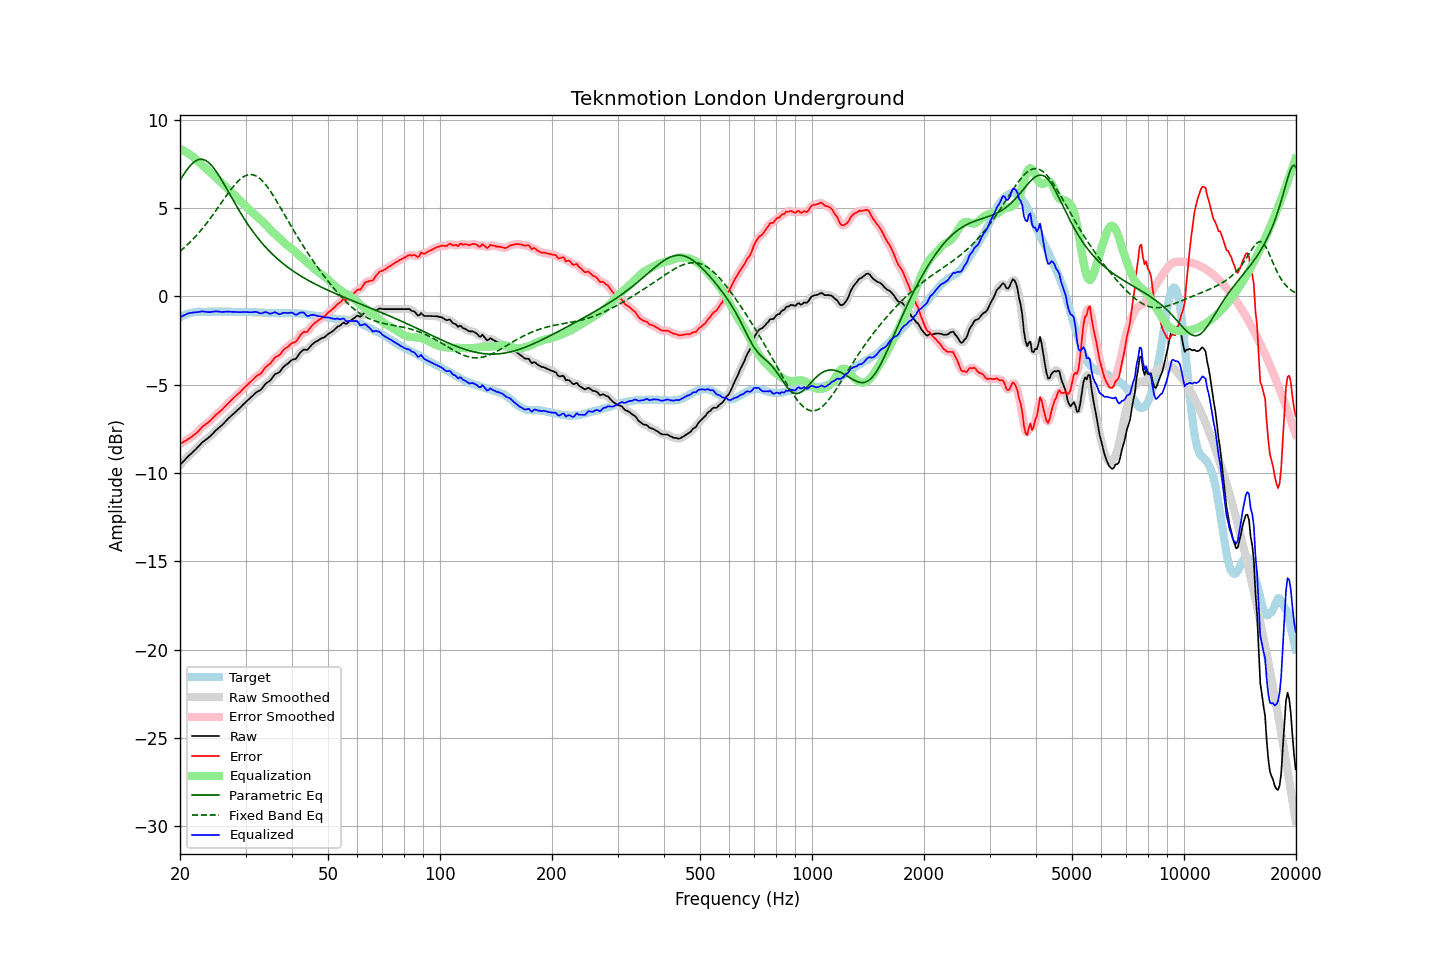 Teknmotion London Underground
10
5
0
−5
−10
−15
−20
−25
−30
Amplitude (dBr)
Target
Raw Smoothed
Error Smoothed
Raw
Error
Equalization
Parametric Eq
Fixed Band Eq
Equalized
20 50 100 200 500 1000 2000 5000 10000 20000
Frequency (Hz)